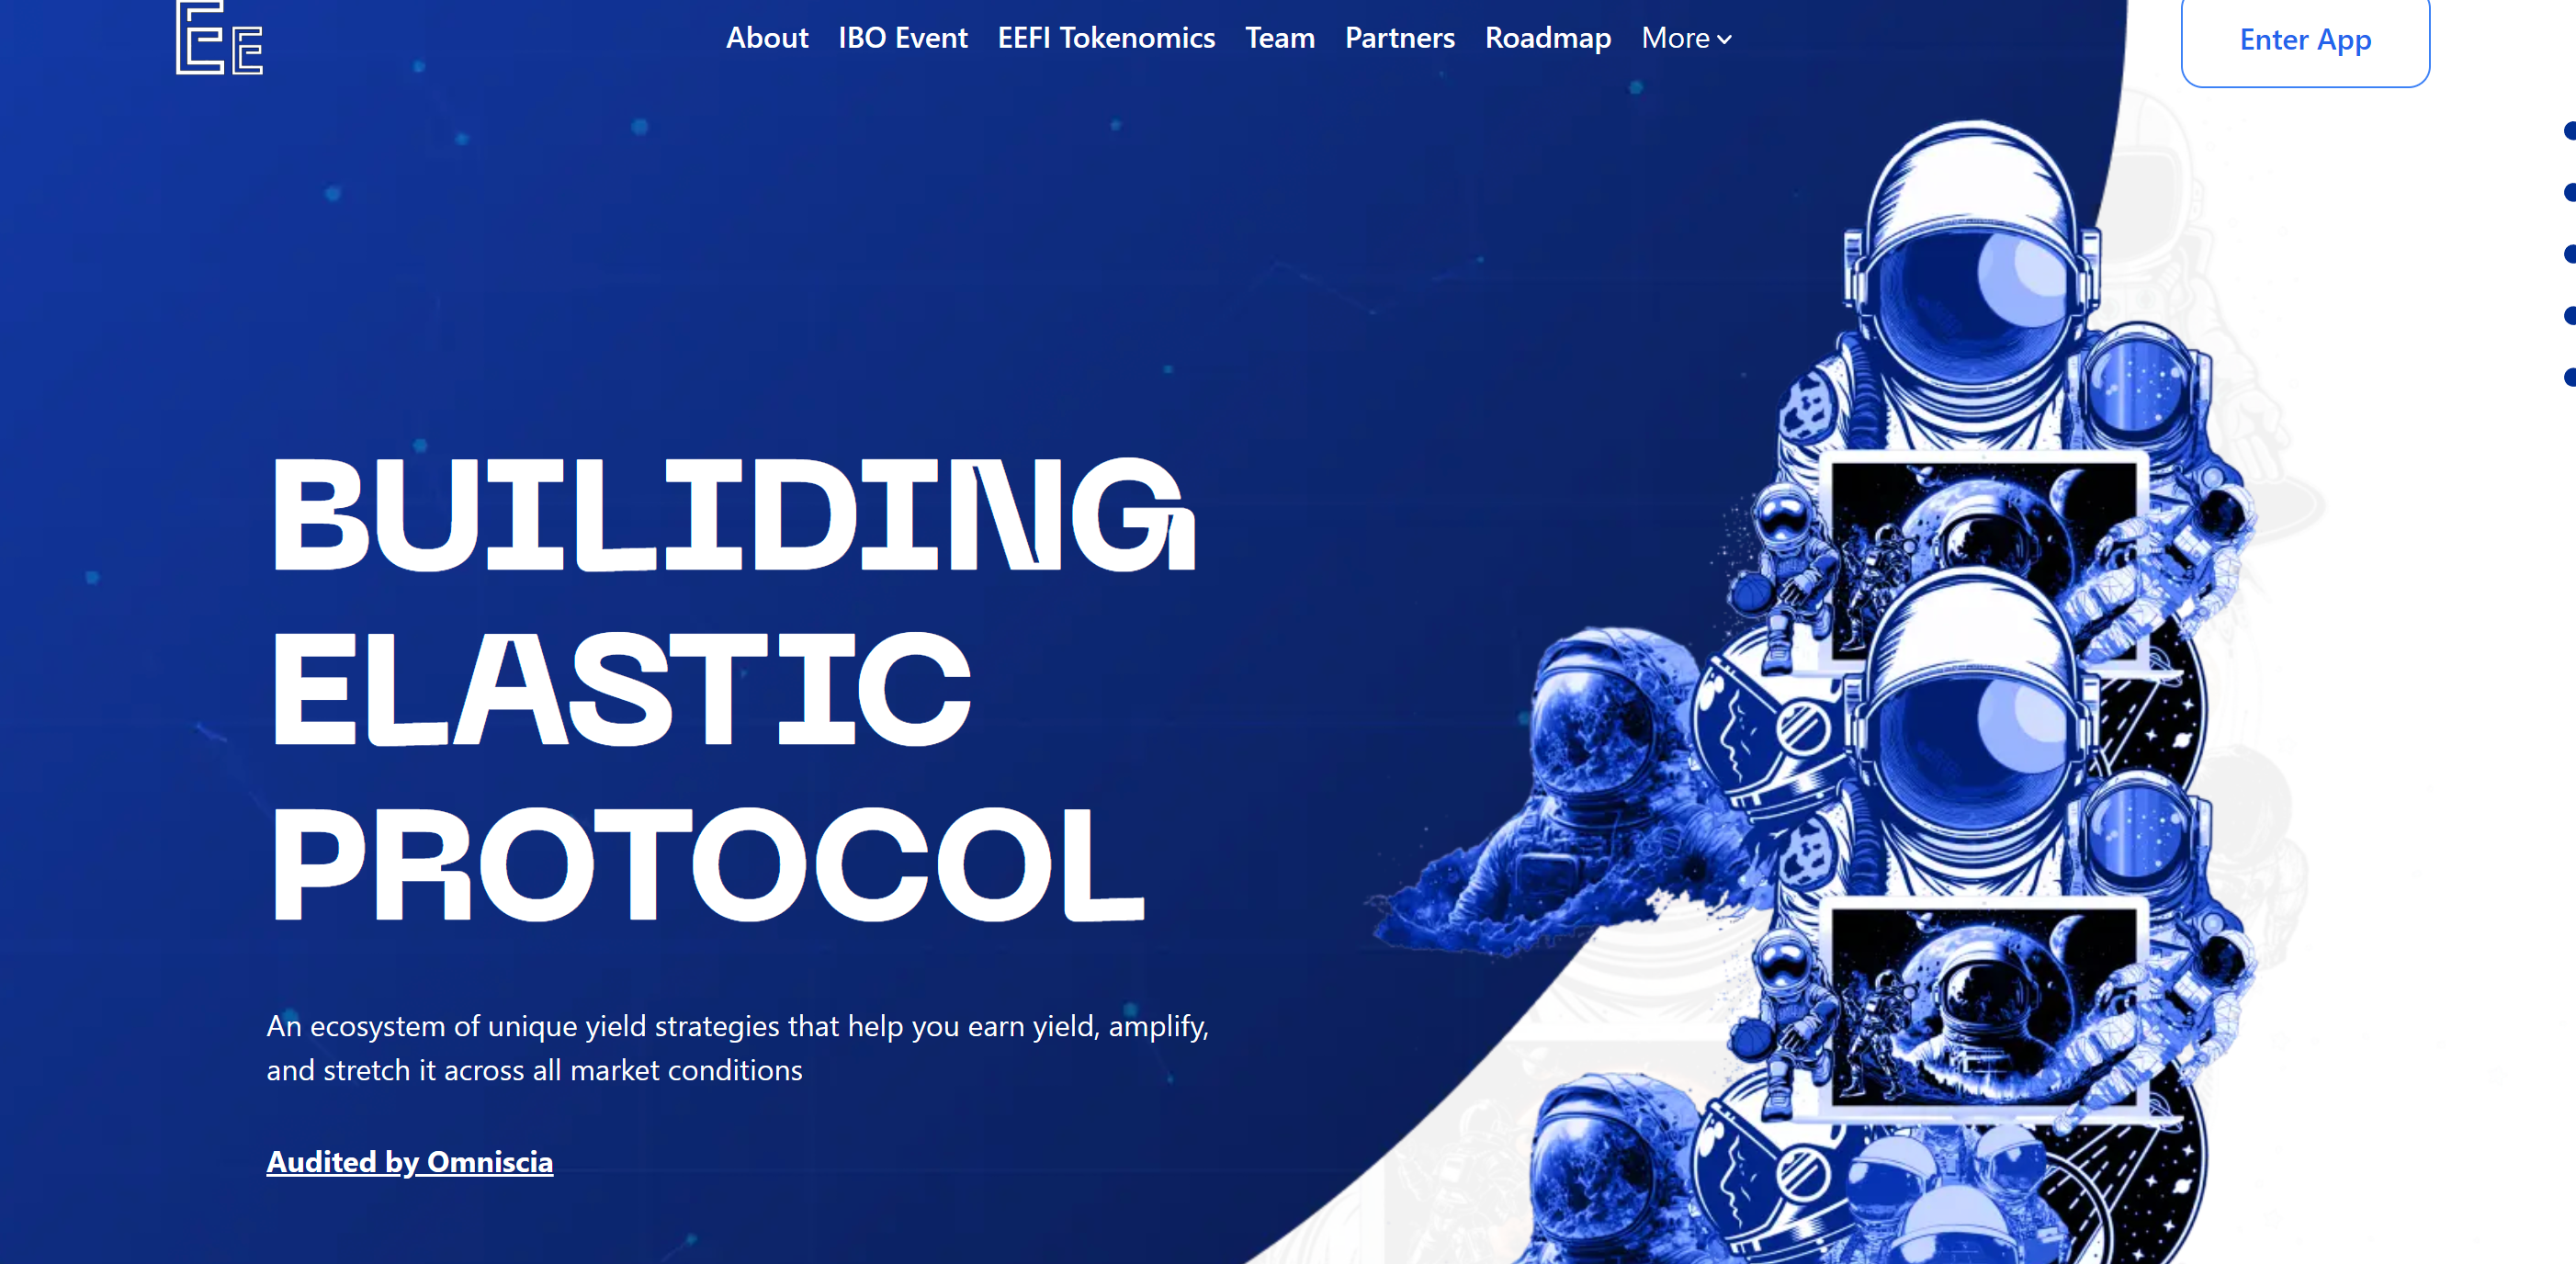 EE
About IBO Event EEFI Tokenomics Team Partners Roadmap More
Enter App
BUILIDING
ELASTIC
PROTOCOL
An ecosystem of unique yield strategies that help you earn yield, amplify,
and stretch it across all market conditions
Audited by Omniscia